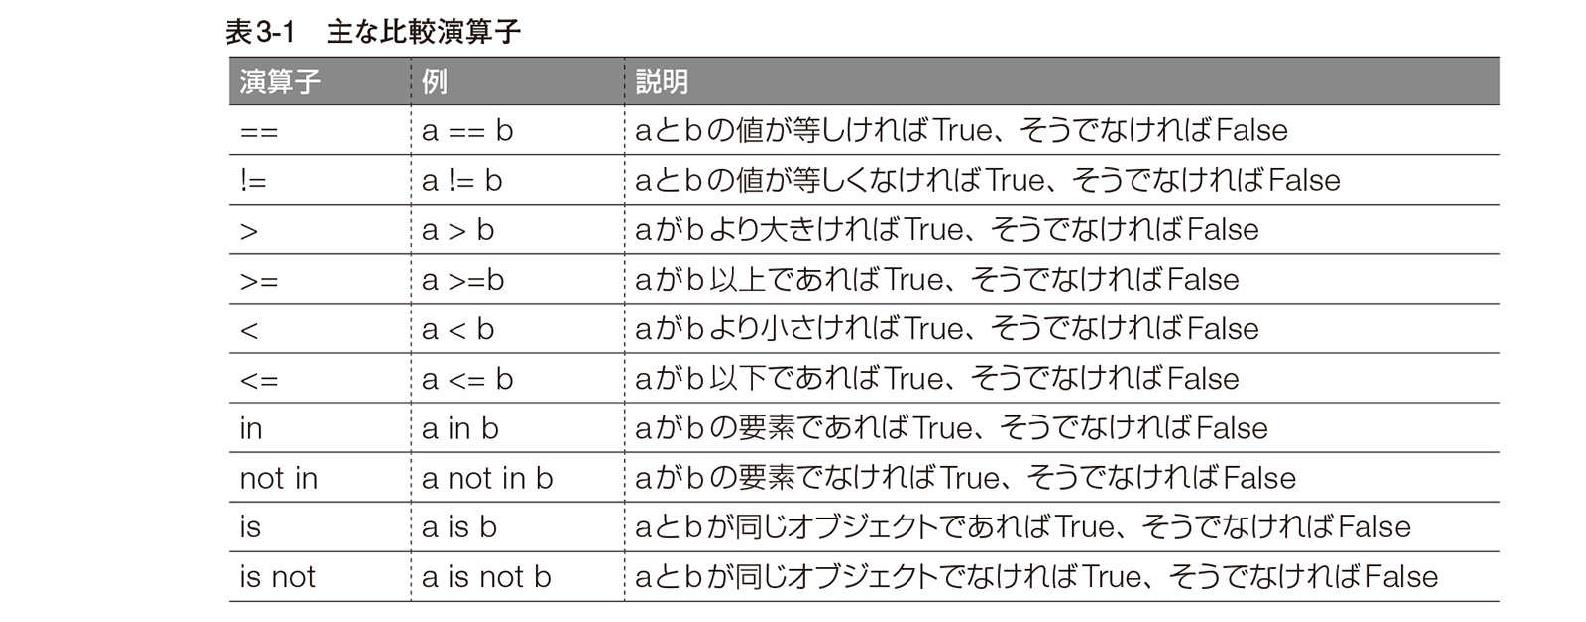 表3-1 主な比較演算子
演算子 例 説明
== a == b aとbの値が等しければTrue、そうでなければFalse
!= a != b aとbの値が等しくなければTrue、そうでなければFalse
> a > b aがbより大きければTrue、そうでなければFalse
>= a >=b aがb以上であればTrue、そうでなければFalse
< a < b aがbより小さければTrue、そうでなければFalse
<= a <= b aがb以下であればTrue、そうでなければFalse
in a in b aがbの要素であればTrue、そうでなければFalse
not in a not in b aがbの要素でなければTrue、そうでなければFalse
is a is b aとbが同じオブジェクトであればTrue、そうでなければFalse
is not a is not b aとbが同じオブジェクトでなければTrue、そうでなければFalse